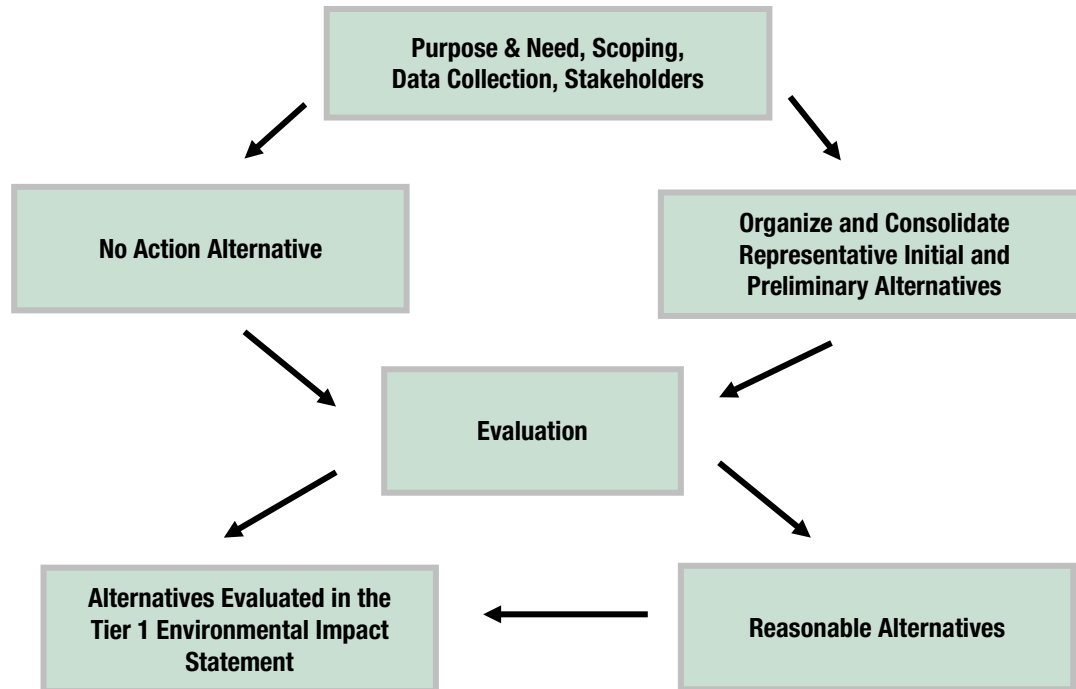 Purpose & Need, Scoping,
Data Collection, Stakeholders
No Action Alternative
Organize and Consolidate
Representative Initial and
Preliminary Alternatives
Evaluation
Alternatives Evaluated in the
Tier 1 Environmental Impact
Statement
Reasonable Alternatives